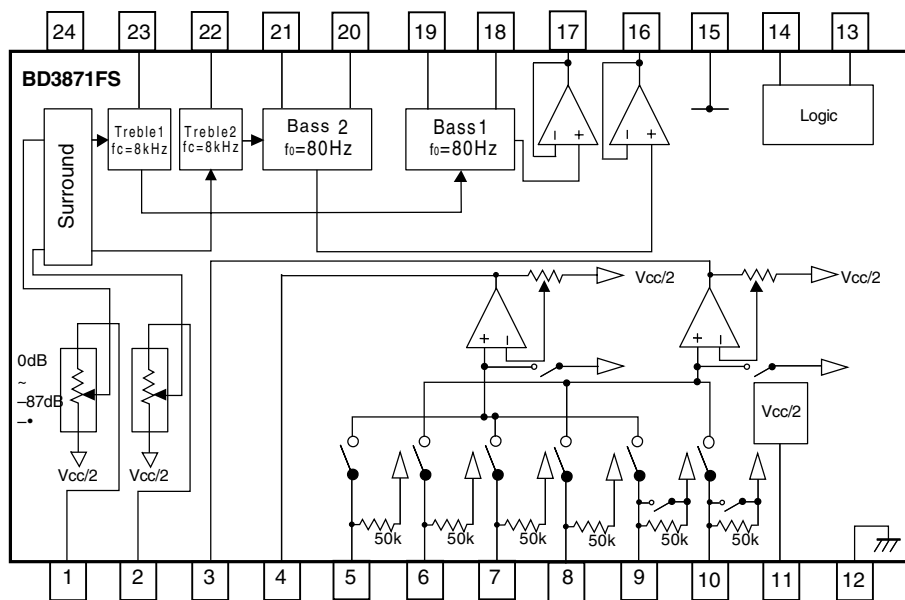 24 23 22 21 20 19 18 17 16 15 14 13
BD3871FS
Surround
Treble1
fc=8kHz
Treble2
fc=8kHz
Bass 2
f0=80Hz
Bass1
f0=80Hz
Logic
Vcc/2
Vcc/2
0dB
~
–87dB
–•
Vcc/2
Vcc/2
Vcc/2
50k
50k
50k
50k
50k
50k
1 2 3 4 5 6 7 8 9 10 11 12